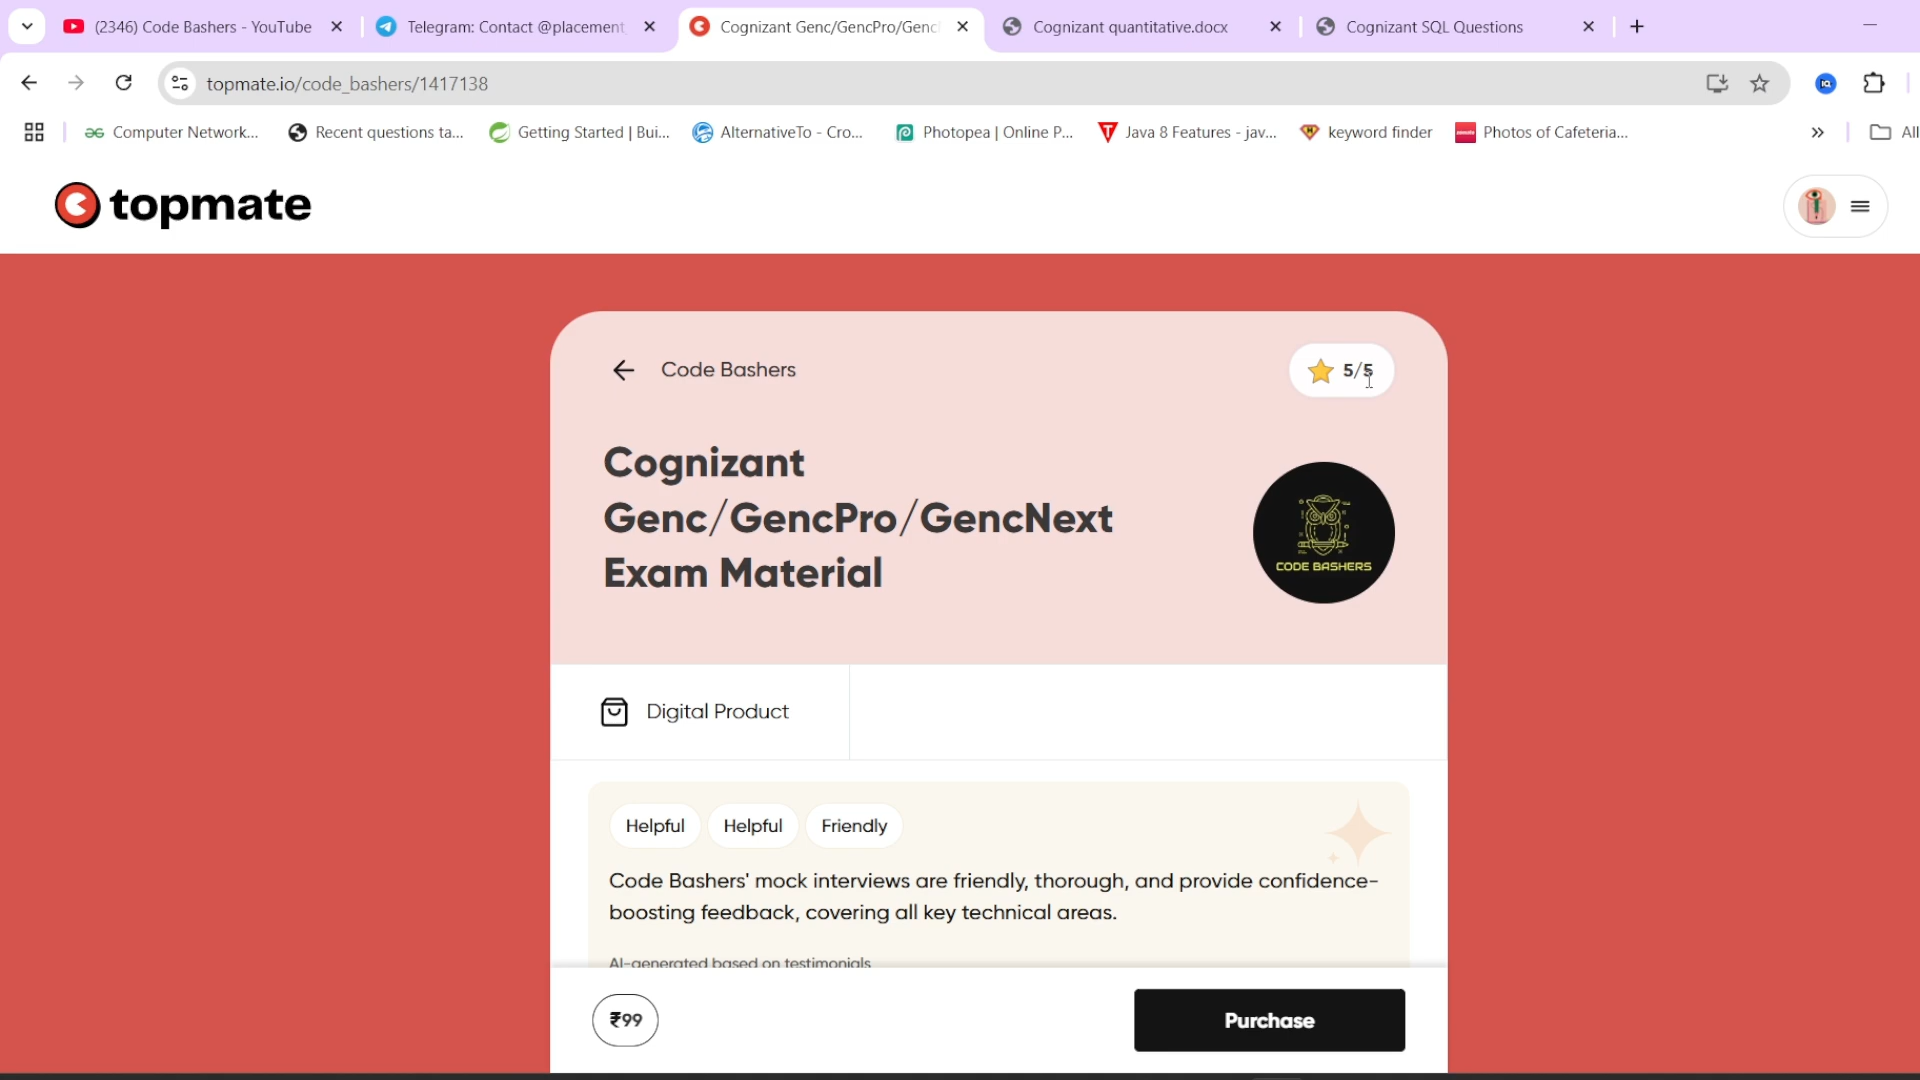 (2346) Code Bashers - YouTube
Telegram: Contact @placement
Cognizant Genc/GencPro/Genc
Cognizant quantitative.docx
Cognizant SQL Questions
topmate.io/code_bashers/1417138
Computer Network...
Recent questions ta...
Getting Started | Bui...
AlternativeTo - Cro...
Photopea | Online P...
Java 8 Features - jav...
keyword finder
Photos of Cafeteria...
All
topmate
Code Bashers
5/5
Cognizant
Genc/GencPro/GencNext
Exam Material
CODE BASHERS
Digital Product
Helpful
Helpful
Friendly
Code Bashers' mock interviews are friendly, thorough, and provide confidence-
boosting feedback, covering all key technical areas.
AI-generated based on testimonials
₹99
Purchase